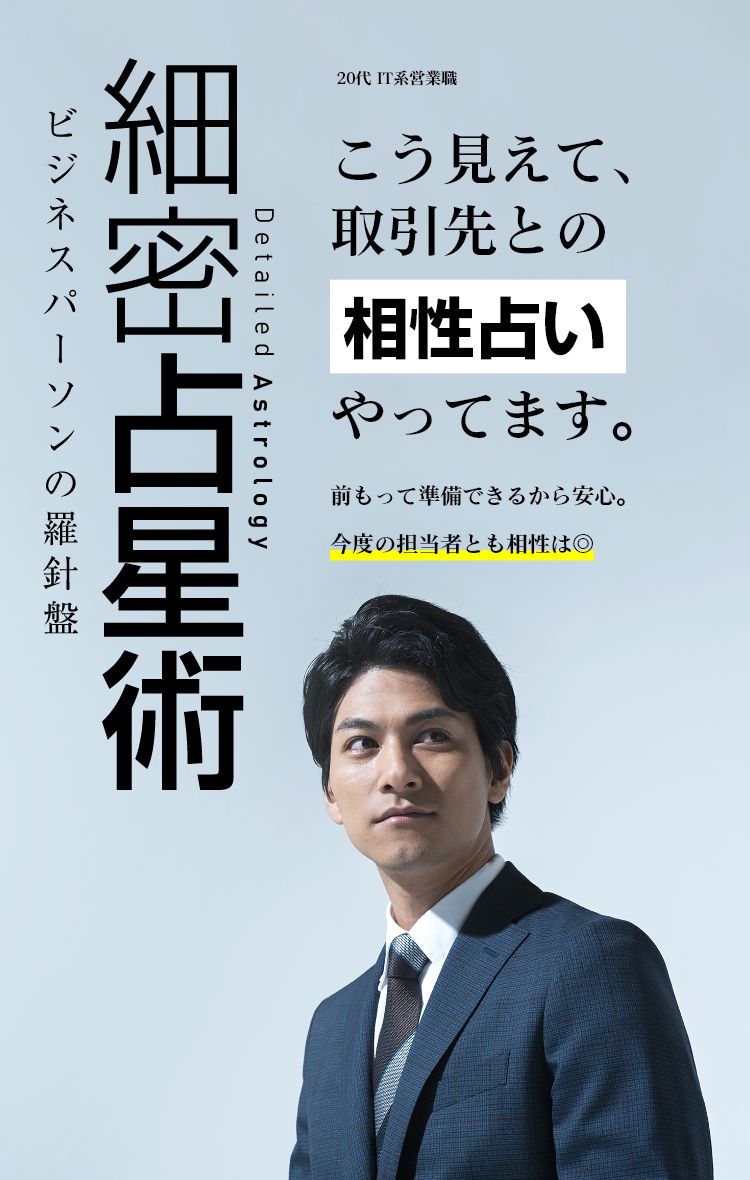 細密占星術
Detailed Astrology
ビジネスパーソンの羅針盤
20代 IT系営業職
こう見えて、
取引先との
相性占い
やってます。
前もって準備できるから安心。
今度の担当者とも相性は◎